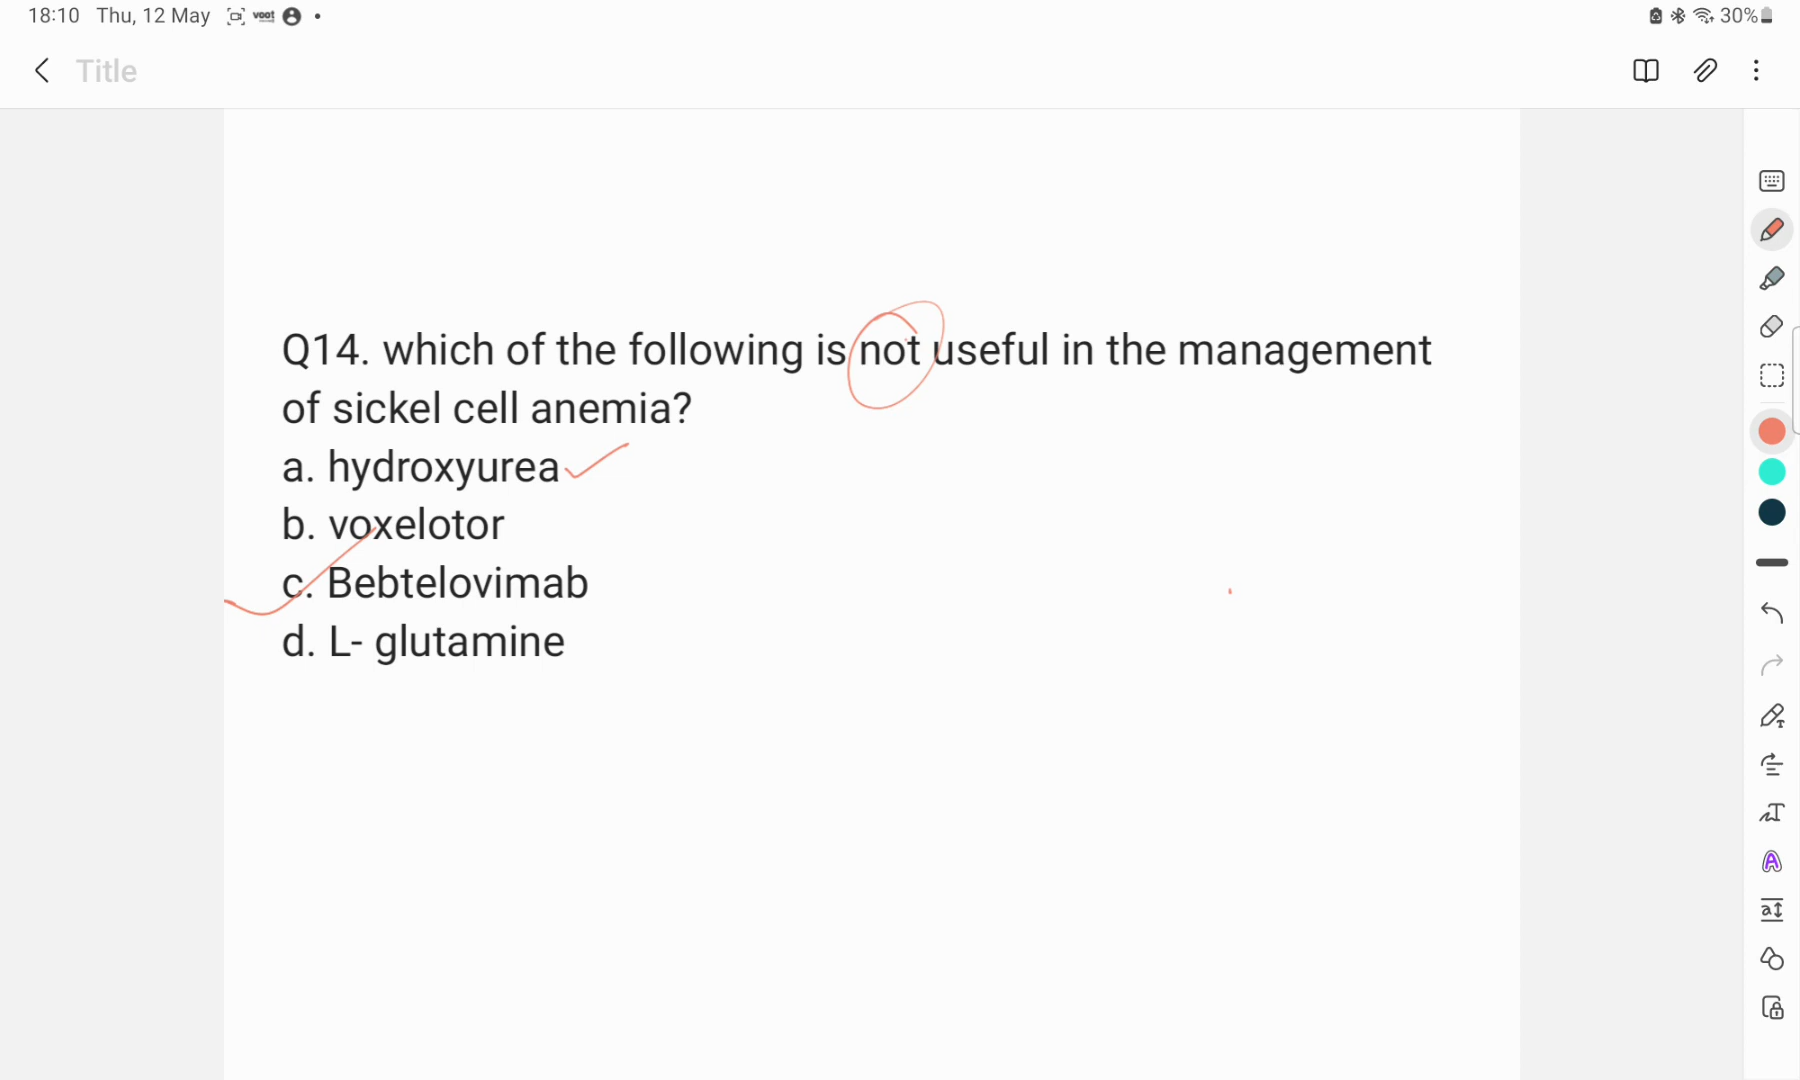 18:10 Thu, 12 May voot 30%
Title
Q14. which of the following is not useful in the management
of sickel cell anemia?
a. hydroxyurea
b. voxelotor
c. Bebtelovimab
d. L- glutamine